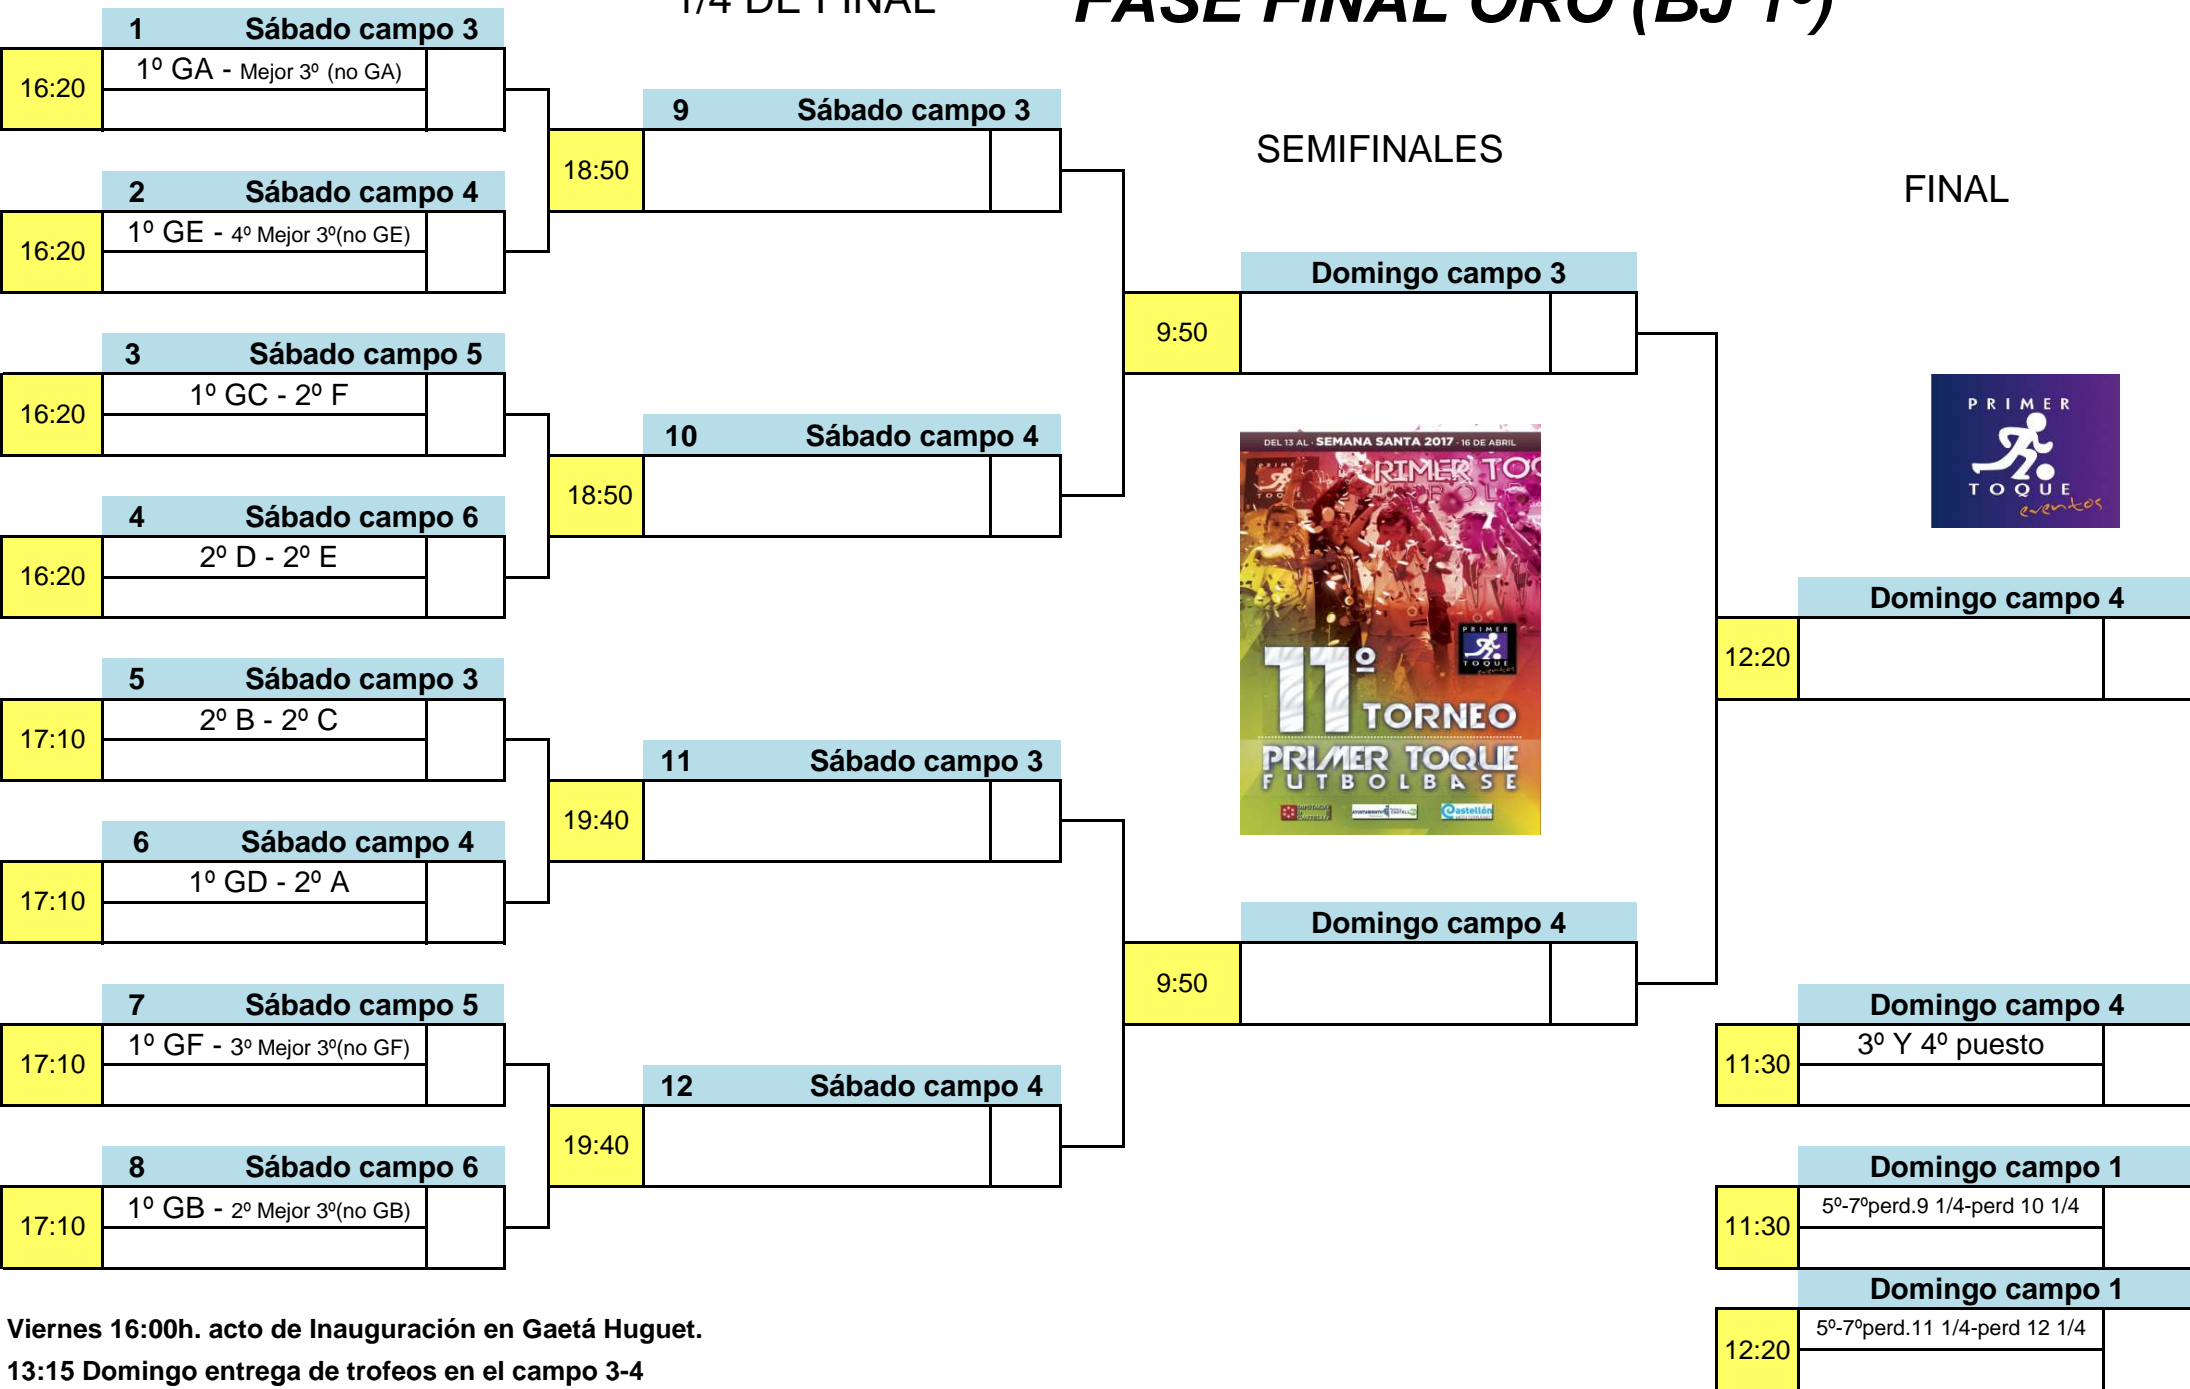 1/4 DE FINAL
FASE FINAL ORO (BJ 1º)
1 Sábado campo 3
16:20
1º GA - Mejor 3º (no GA)
2 Sábado campo 4
16:20
1º GE - 4º Mejor 3º(no GE)
3 Sábado campo 5
16:20
1º GC - 2º F
4 Sábado campo 6
16:20
2º D - 2º E
5 Sábado campo 3
17:10
2º B - 2º C
6 Sábado campo 4
17:10
1º GD - 2º A
7 Sábado campo 5
17:10
1º GF - 3º Mejor 3º(no GF)
8 Sábado campo 6
17:10
1º GB - 2º Mejor 3º(no GB)
9 Sábado campo 3
18:50
10 Sábado campo 4
18:50
11 Sábado campo 3
19:40
12 Sábado campo 4
19:40
SEMIFINALES
Domingo campo 3
9:50
DEL 13 AL · SEMANA SANTA 2017 · 16 DE ABRIL
PRIMER
TOQUE
RIMER TOQ
PRIMER
TOQUE
eventos
11º
TORNEO
PRIMER TOQUE
FUTBOLBASE
Castellón
Domingo campo 4
9:50
FINAL
PRIMER
TOQUE
eventos
Domingo campo 4
12:20
Domingo campo 4
11:30
3º Y 4º puesto
Domingo campo 1
11:30
5º-7ºperd.9 1/4-perd 10 1/4
Domingo campo 1
12:20
5º-7ºperd.11 1/4-perd 12 1/4
Viernes 16:00h. acto de Inauguración en Gaetá Huguet.
13:15 Domingo entrega de trofeos en el campo 3-4